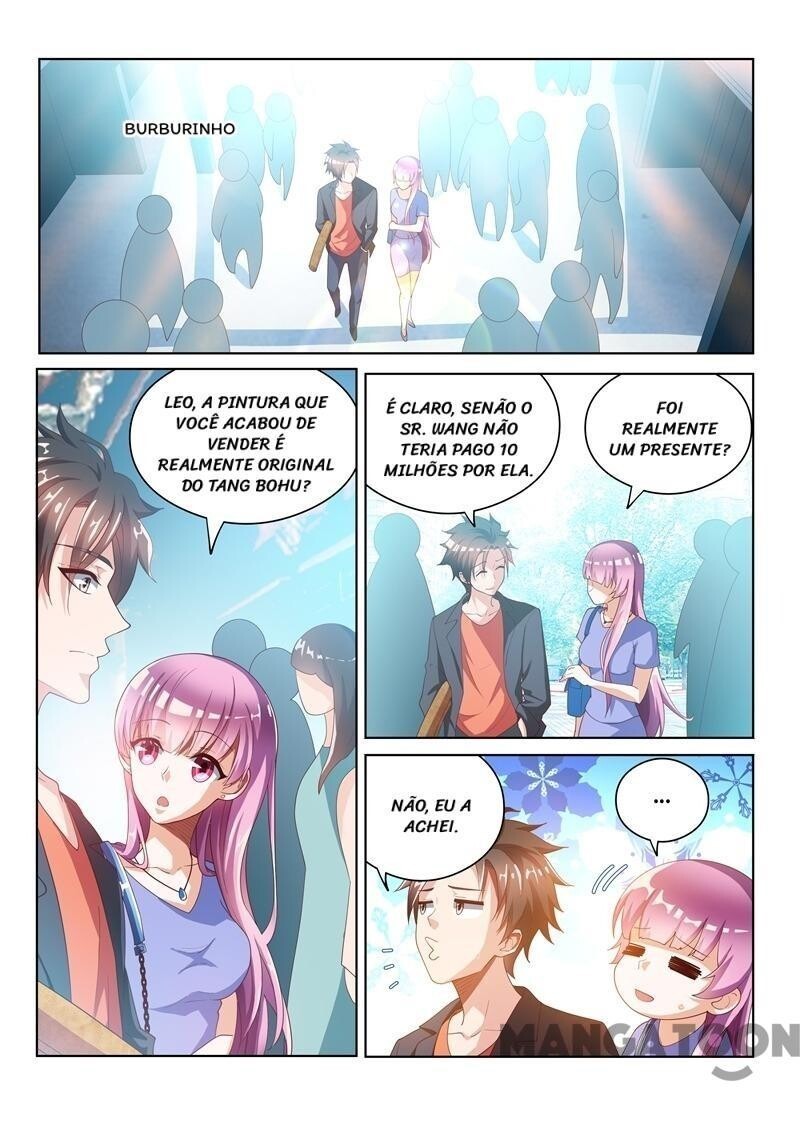 BURBURINHO
LEO, A PINTURA QUE
VOCÊ ACABOU DE
VENDER É
REALMENTE ORIGINAL
DO TANG BOHU?
É CLARO, SENÃO O
SR. WANG NÃO
TERIA PAGO 10
MILHÕES POR ELA.
FOI
REALMENTE
UM PRESENTE?
NÃO, EU A
ACHEI.
...
MANGATOON